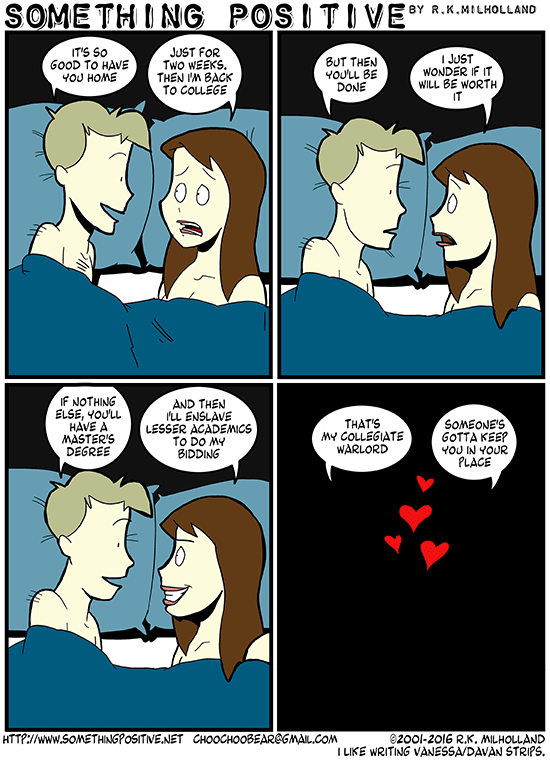 SOMETHING POSITIVE BY R.K.MILHOLLAND
IT'S SO
GOOD TO HAVE
YOU HOME
JUST FOR
TWO WEEKS.
THEN I'M BACK
TO COLLEGE
BUT THEN
YOU'LL BE
DONE
I JUST
WONDER IF IT
WILL BE WORTH
IT
IF NOTHING
ELSE, YOU'LL
HAVE A
MASTER'S
DEGREE
AND THEN
I'LL ENSLAVE
LESSER ACADEMICS
TO DO MY
BIDDING
THAT'S
MY COLLEGIATE
WARLORD
SOMEONE'S
GOTTA KEEP
YOU IN YOUR
PLACE
HTTP://WWW.SOMETHINGPOSITIVE.NET CHOOCHOOBEAR@GMAIL.COM ©2001-2016 R.K. MILHOLLAND
I LIKE WRITING VANESSA/DAVAN STRIPS.